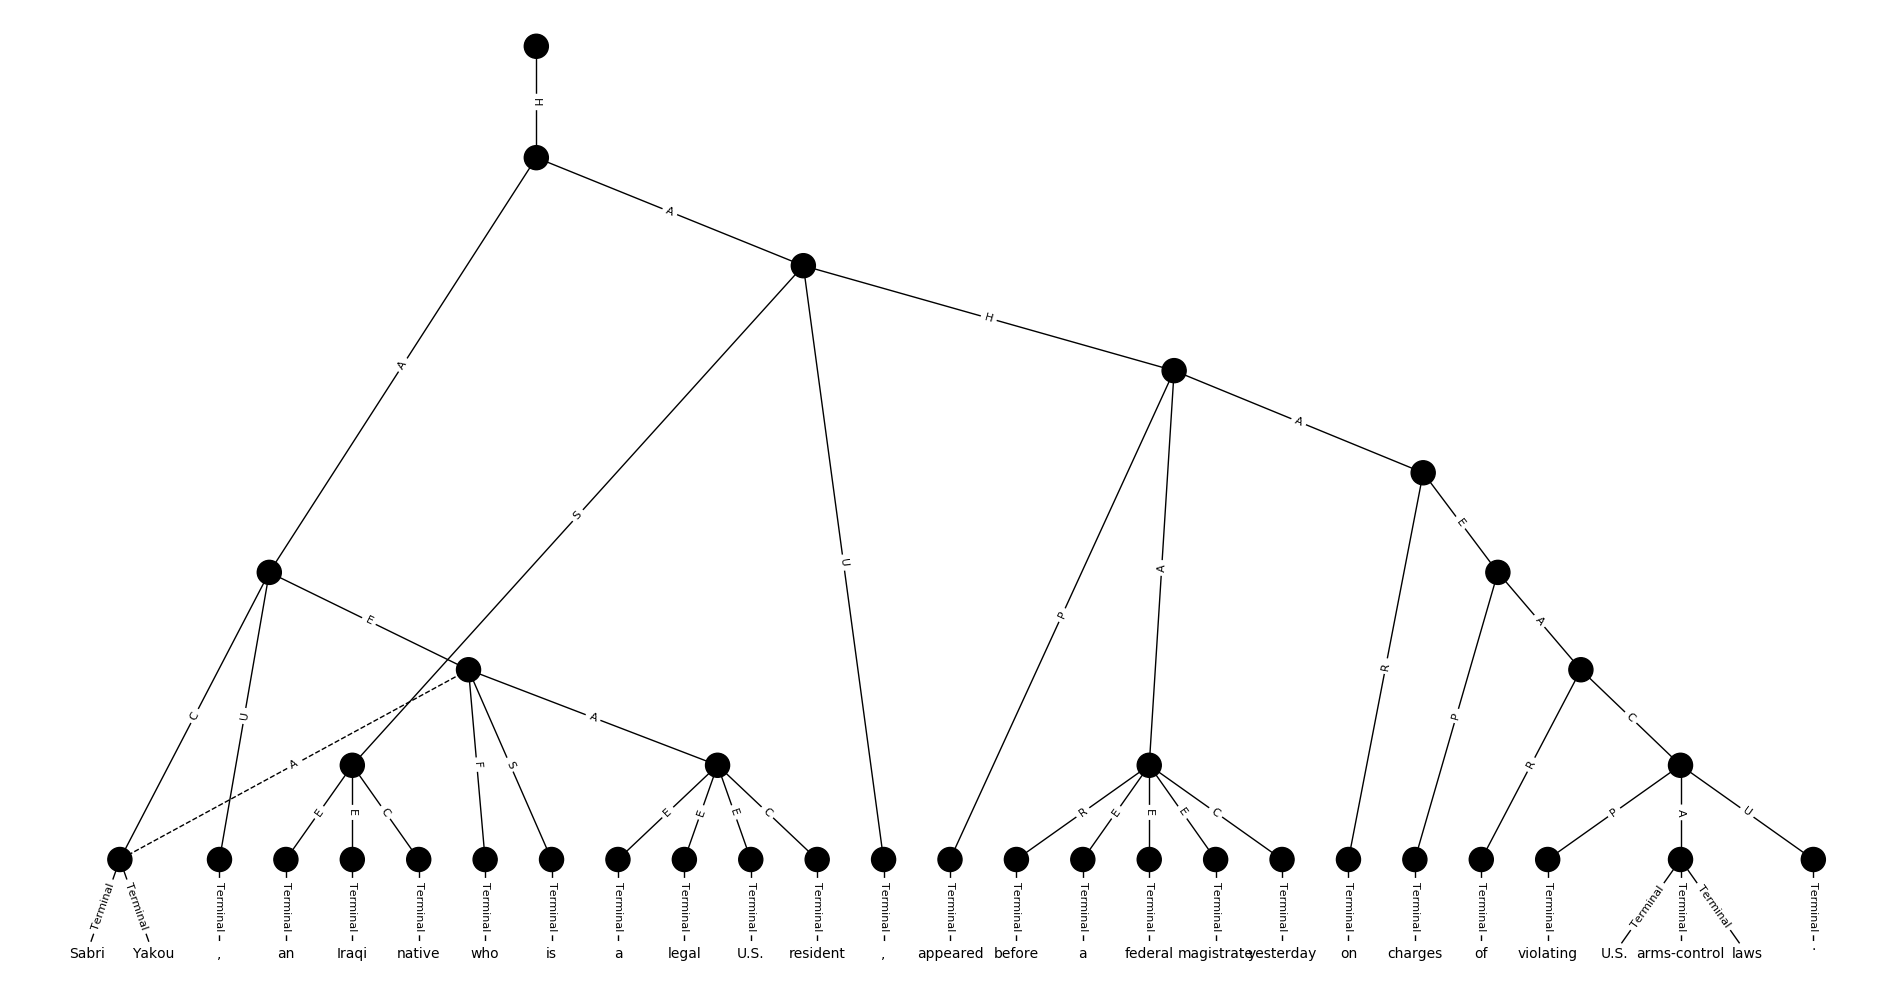 H
A
H
A
A
S
E
U
E
A
A
P
C
U
A
F
S
A
R
P
R
C
E
E
C
E
E
E
C
R
E
E
E
C
P
A
U
Terminal Terminal Terminal Terminal Terminal Terminal Terminal Terminal Terminal Terminal Terminal Terminal Terminal Terminal Terminal Terminal Terminal Terminal Terminal Terminal Terminal Terminal Terminal Terminal Terminal Terminal Terminal
Sabri Yakou , an Iraqi native who is a legal U.S. resident , appeared before a federal magistrate yesterday on charges of violating U.S. arms-control laws .